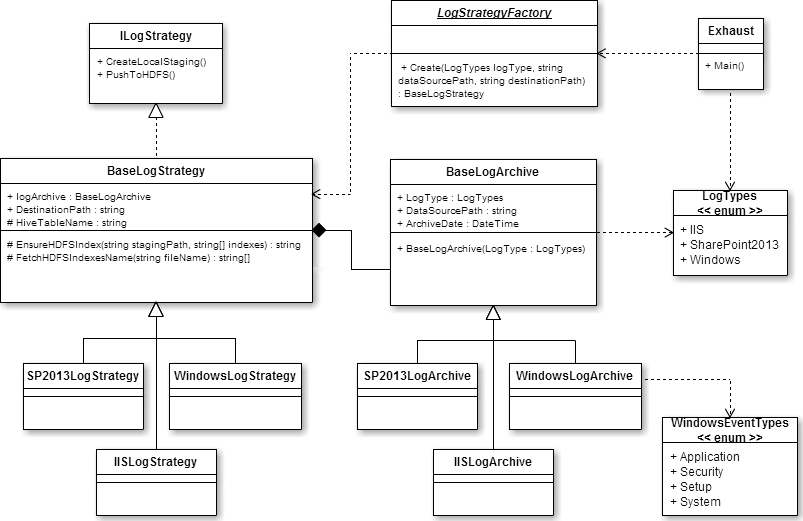 ILogStrategy
+ CreateLocalStaging()
+ PushToHDFS()
LogStrategyFactory
+ Create(LogTypes logType, string
dataSourcePath, string destinationPath)
: BaseLogStrategy
Exhaust
+ Main()
BaseLogStrategy
+ logArchive : BaseLogArchive
+ DestinationPath : string
# HiveTableName : string
# EnsureHDFSIndex(string stagingPath, string[] indexes) : string
# FetchHDFSIndexesName(string fileName) : string[]
BaseLogArchive
+ LogType : LogTypes
+ DataSourcePath : string
+ ArchiveDate : DateTime
+ BaseLogArchive(LogType : LogTypes)
LogTypes
<< enum >>
+ IIS
+ SharePoint2013
+ Windows
SP2013LogStrategy
WindowsLogStrategy
IISLogStrategy
SP2013LogArchive
WindowsLogArchive
IISLogArchive
WindowsEventTypes
<< enum >>
+ Application
+ Security
+ Setup
+ System